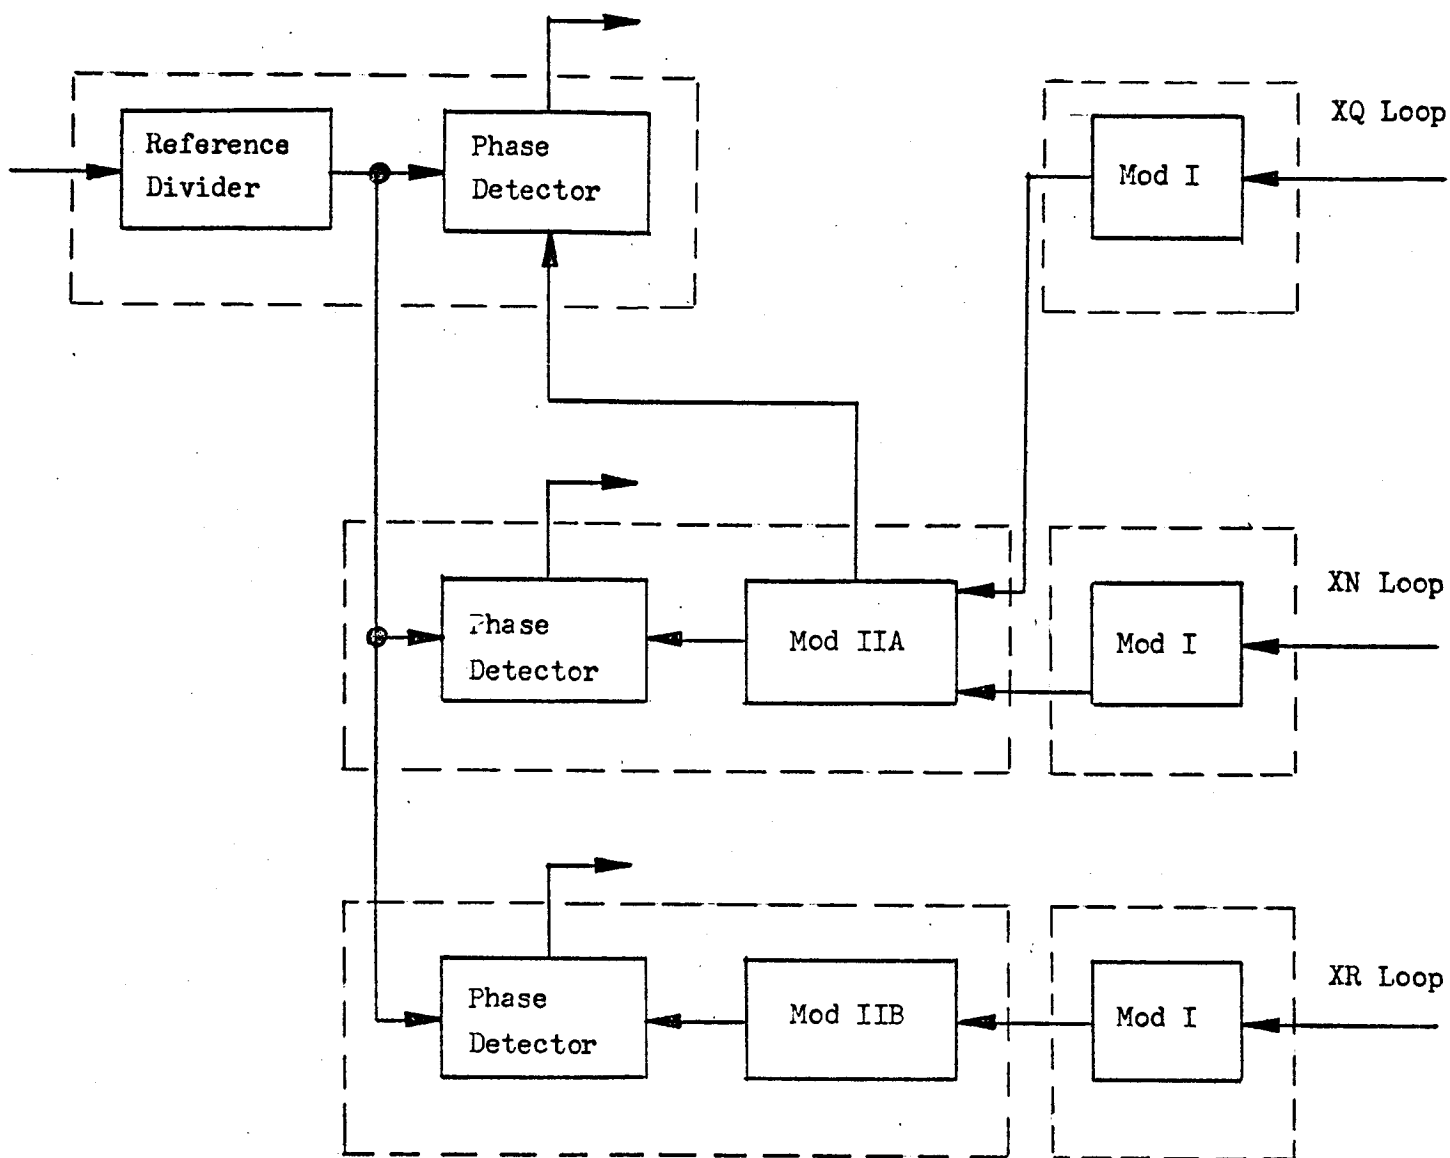 Reference
Divider
Phase
Detector
Mod I
XQ Loop
Phase
Detector
Mod IIA
Mod I
XN Loop
Phase
Detector
Mod IIB
Mod I
XR Loop